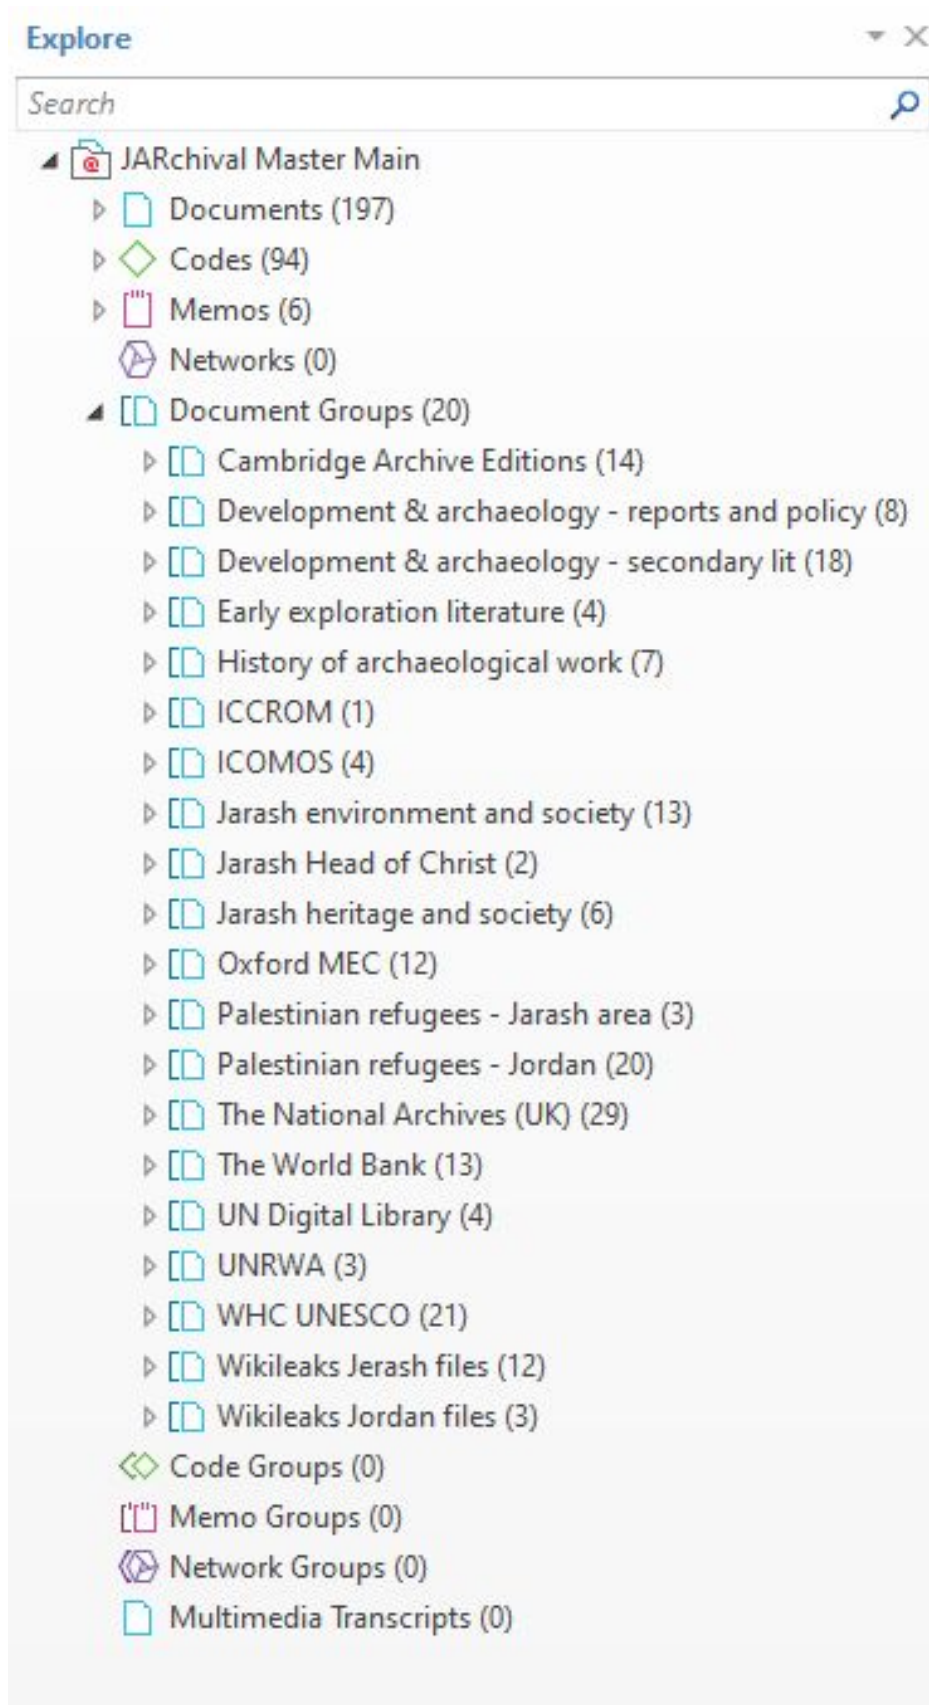 Explore
Search
JARchival Master Main
Documents (197)
Codes (94)
Memos (6)
Networks (0)
Document Groups (20)
Cambridge Archive Editions (14)
Development & archaeology - reports and policy (8)
Development & archaeology - secondary lit (18)
Early exploration literature (4)
History of archaeological work (7)
ICCROM (1)
ICOMOS (4)
Jarash environment and society (13)
Jarash Head of Christ (2)
Jarash heritage and society (6)
Oxford MEC (12)
Palestinian refugees - Jarash area (3)
Palestinian refugees - Jordan (20)
The National Archives (UK) (29)
The World Bank (13)
UN Digital Library (4)
UNRWA (3)
WHC UNESCO (21)
Wikileaks Jerash files (12)
Wikileaks Jordan files (3)
Code Groups (0)
Memo Groups (0)
Network Groups (0)
Multimedia Transcripts (0)